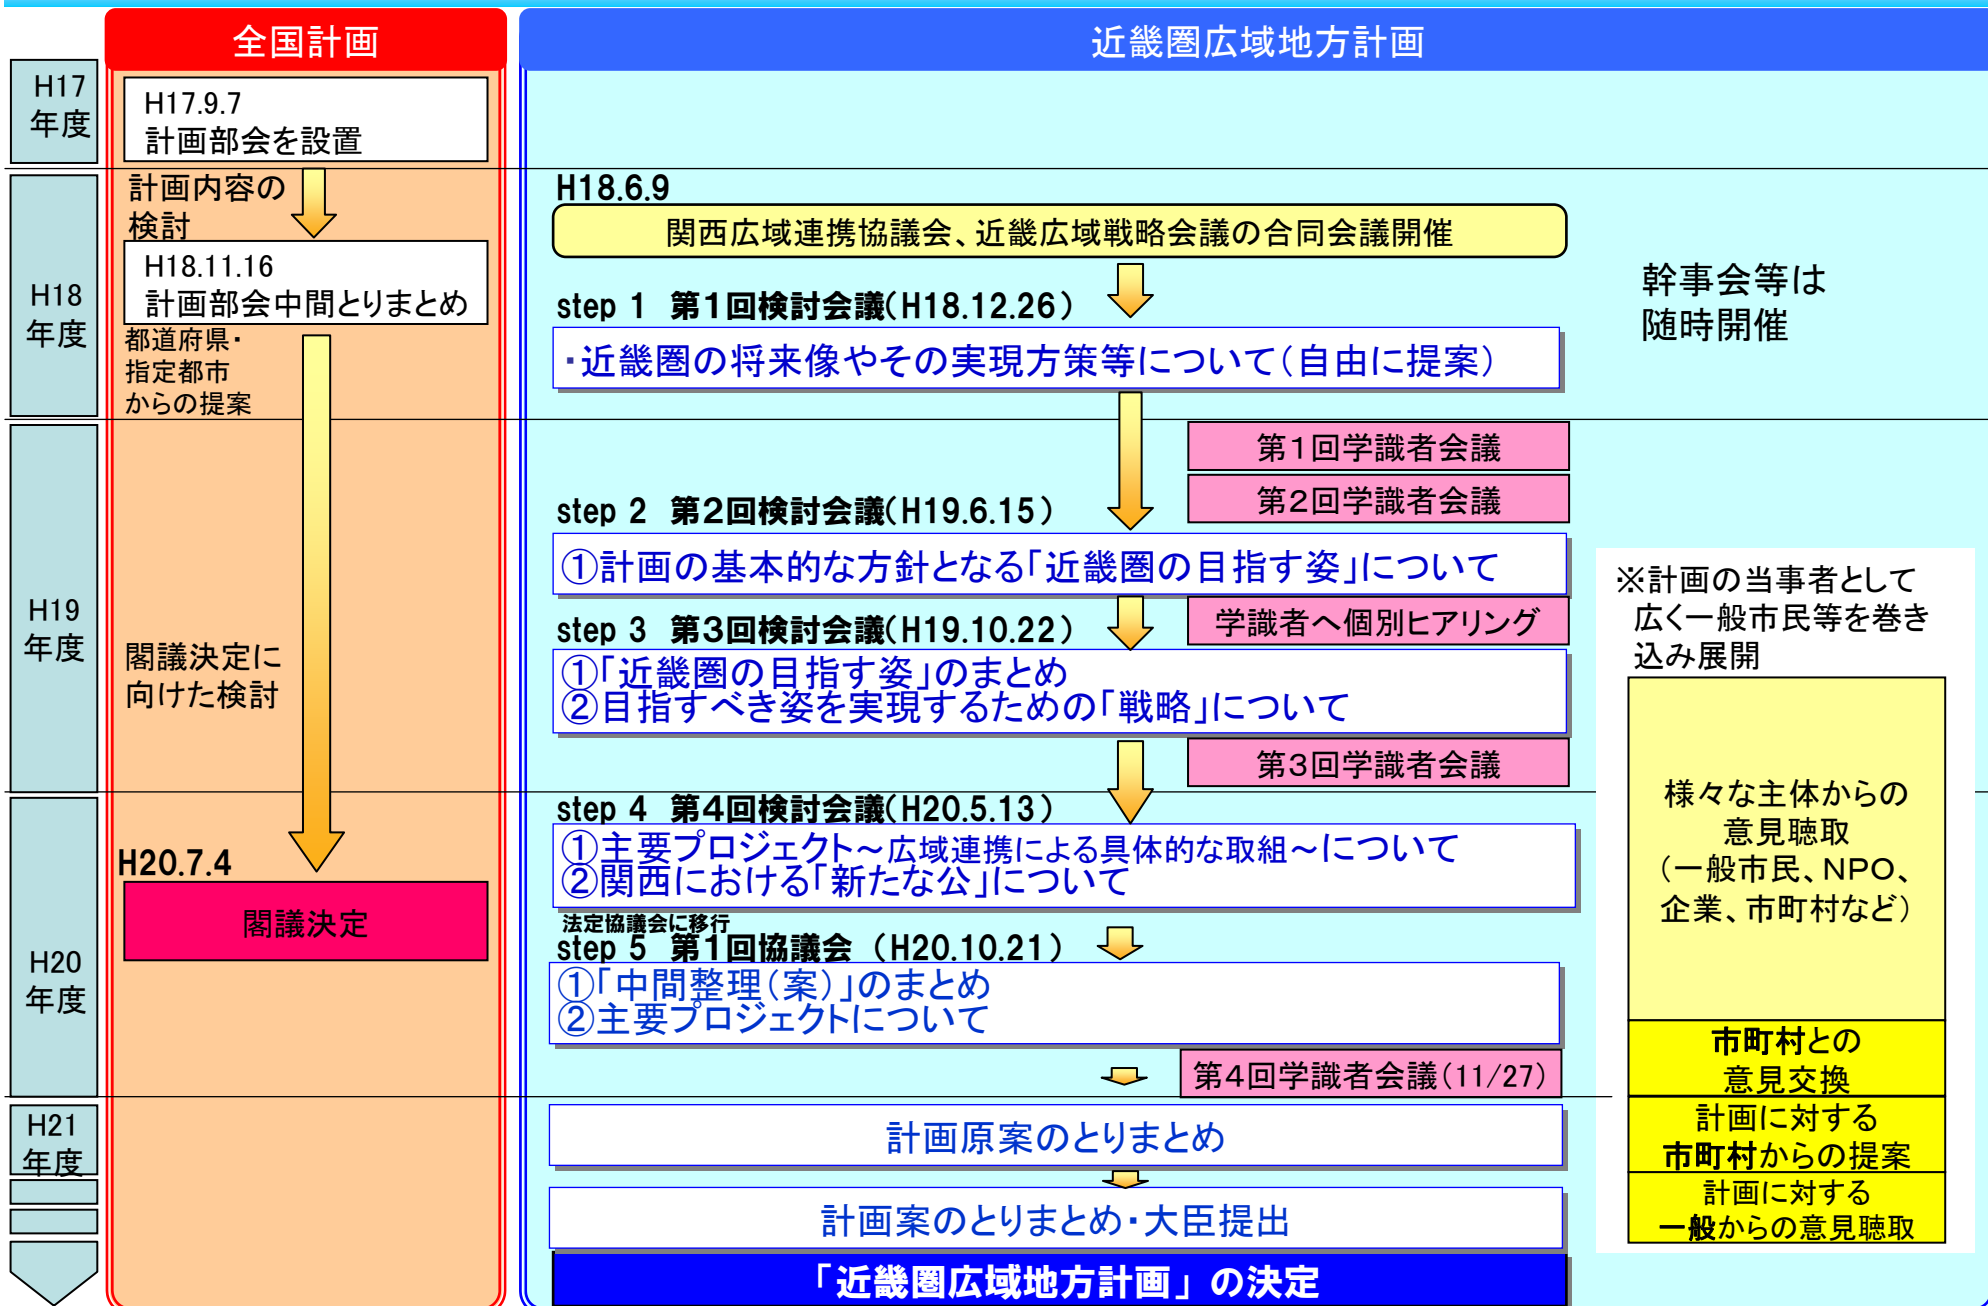 全国計画
近畿圏広域地方計画
H17
年度
H17.9.7
計画部会を設置
計画内容の
検討
H18
年度
H18.11.16
計画部会中間とりまとめ
都道府県・
指定都市
からの提案
H18.6.9
関西広域連携協議会、近畿広域戦略会議の合同会議開催
step 1 第1回検討会議(H18.12.26)
・近畿圏の将来像やその実現方策等について(自由に提案)
幹事会等は
随時開催
H19
年度
閣議決定に
向けた検討
第1回学識者会議
第2回学識者会議
step 2 第2回検討会議(H19.6.15)
①計画の基本的な方針となる「近畿圏の目指す姿」について
step 3 第3回検討会議(H19.10.22)
学識者へ個別ヒアリング
①「近畿圏の目指す姿」のまとめ
②目指すべき姿を実現するための「戦略」について
第3回学識者会議
※計画の当事者として
広く一般市民等を巻き
込み展開
様々な主体からの
意見聴取
(一般市民、NPO、
企業、市町村など)
市町村との
意見交換
計画に対する
市町村からの提案
計画に対する
一般からの意見聴取
H20
年度
H20.7.4
閣議決定
step 4 第4回検討会議(H20.5.13)
①主要プロジェクト～広域連携による具体的な取組～について
②関西における「新たな公」について
法定協議会に移行
step 5 第1回協議会 (H20.10.21)
①「中間整理(案)」のまとめ
②主要プロジェクトについて
第4回学識者会議(11/27)
H21
年度
計画原案のとりまとめ
計画案のとりまとめ・大臣提出
「近畿圏広域地方計画」の決定